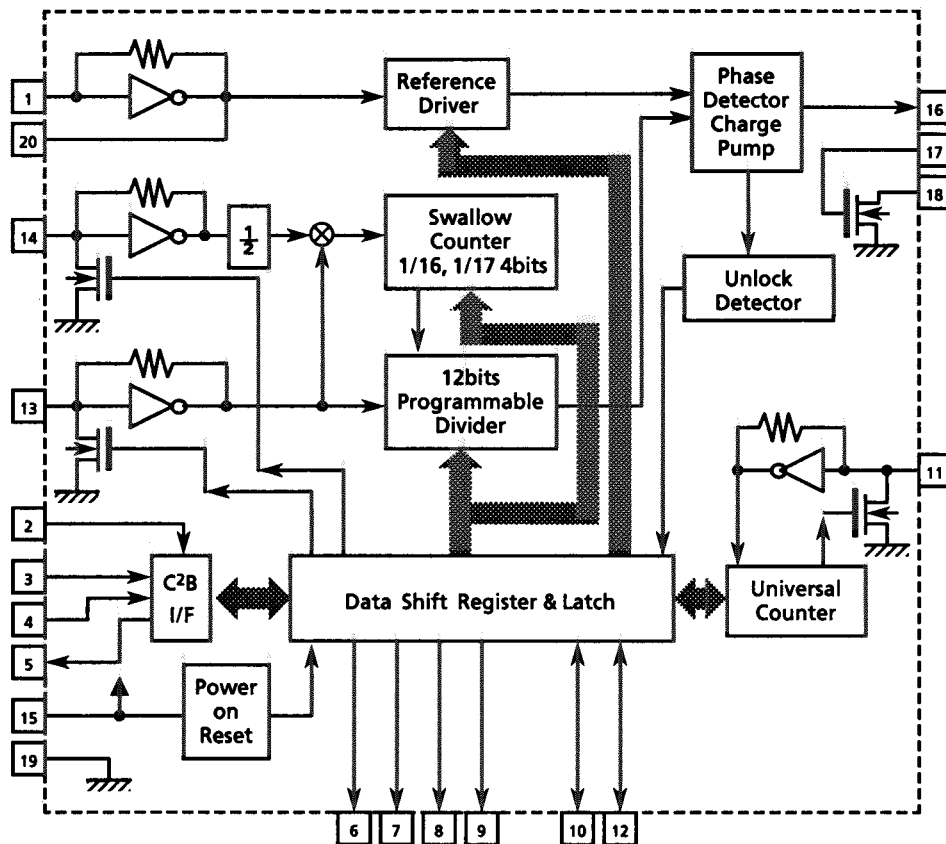 1
20
14
13
2
3
4
5
15
19
Reference
Driver
Phase
Detector
Charge
Pump
16
17
18
1
2
Swallow
Counter
1/16, 1/17 4bits
Unlock
Detector
12bits
Programmable
Divider
11
C²B
I/F
Data Shift Register & Latch
Universal
Counter
Power
on
Reset
6
7
8
9
10
12